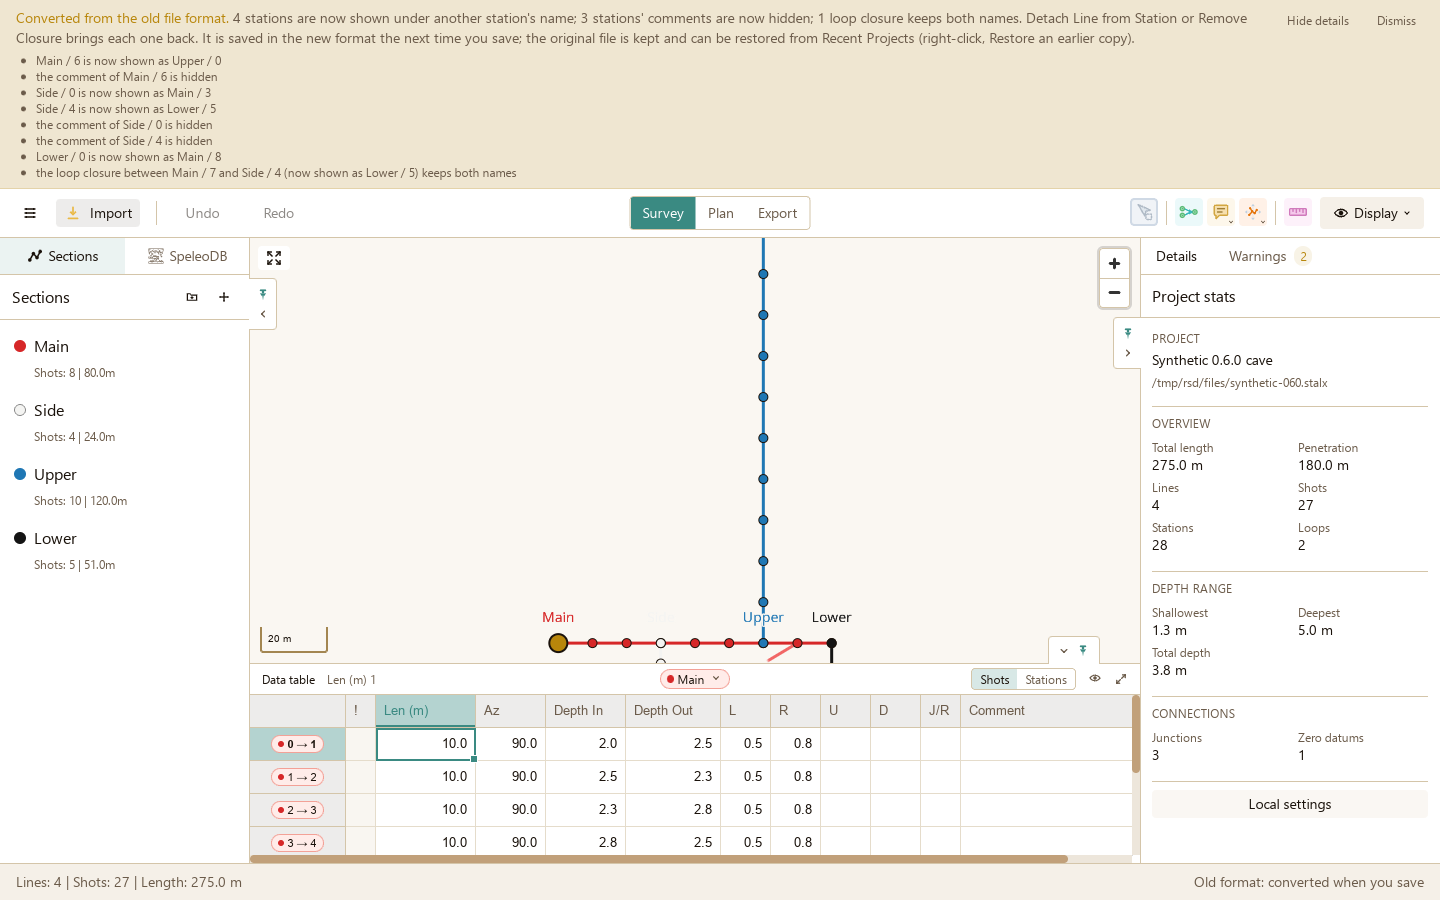 Converted from the old file format. 4 stations are now shown under another station's name; 3 stations' comments are now hidden; 1 loop closure keeps both names. Detach Line from Station or Remove
Closure brings each one back. It is saved in the new format the next time you save; the original file is kept and can be restored from Recent Projects (right-click, Restore an earlier copy).
Hide details
Dismiss
Main / 6 is now shown as Upper / 0
the comment of Main / 6 is hidden
Side / 0 is now shown as Main / 3
Side / 4 is now shown as Lower / 5
the comment of Side / 0 is hidden
the comment of Side / 4 is hidden
Lower / 0 is now shown as Main / 8
the loop closure between Main / 7 and Side / 4 (now shown as Lower / 5) keeps both names
Import
Undo
Redo
Survey
Plan
Export
Display
Sections
SpeleoDB
Sections
Main
Shots: 8 | 80.0m
Side
Shots: 4 | 24.0m
Upper
Shots: 10 | 120.0m
Lower
Shots: 5 | 51.0m
Main
Upper
Lower
20 m
Data table
Len (m) 1
Main
Shots
Stations
! Len (m) Az Depth In Depth Out L R U D J/R Comment
0 → 1 10.0 90.0 2.0 2.5 0.5 0.8
1 → 2 10.0 90.0 2.5 2.3 0.5 0.8
2 → 3 10.0 90.0 2.3 2.8 0.5 0.8
3 → 4 10.0 90.0 2.8 2.5 0.5 0.8
Details
Warnings 2
Project stats
PROJECT
Synthetic 0.6.0 cave
/tmp/rsd/files/synthetic-060.stalx
OVERVIEW
Total length
275.0 m
Penetration
180.0 m
Lines
4
Shots
27
Stations
28
Loops
2
DEPTH RANGE
Shallowest
1.3 m
Deepest
5.0 m
Total depth
3.8 m
CONNECTIONS
Junctions
3
Zero datums
1
Local settings
Lines: 4 | Shots: 27 | Length: 275.0 m
Old format: converted when you save